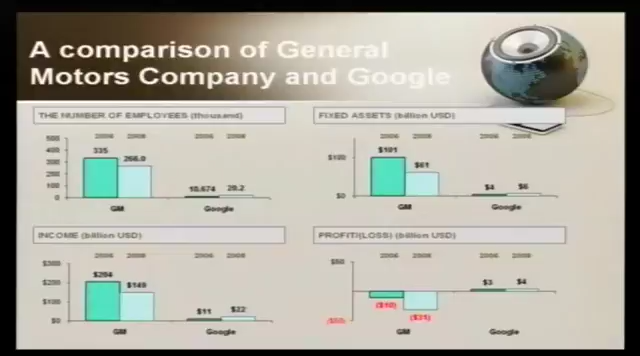 A comparison of General
Motors Company and Google
THE NUMBER OF EMPLOYEES (thousand)
2006 2008 2006 2008
500
400
300
200
100
0
335
266.0
10.674 20.2
GM Google
FIXED ASSETS (billion USD)
2006 2008 2006 2008
$100
$0
$101
$61
$4 $6
GM Google
INCOME (billion USD)
2006 2008 2006 2008
$300
$200
$100
$0
$204
$149
$11 $22
GM Google
PROFIT/(LOSS) (billion USD)
2006 2008 2006 2008
$50
($50)
($10)
($31)
$3 $4
GM Google